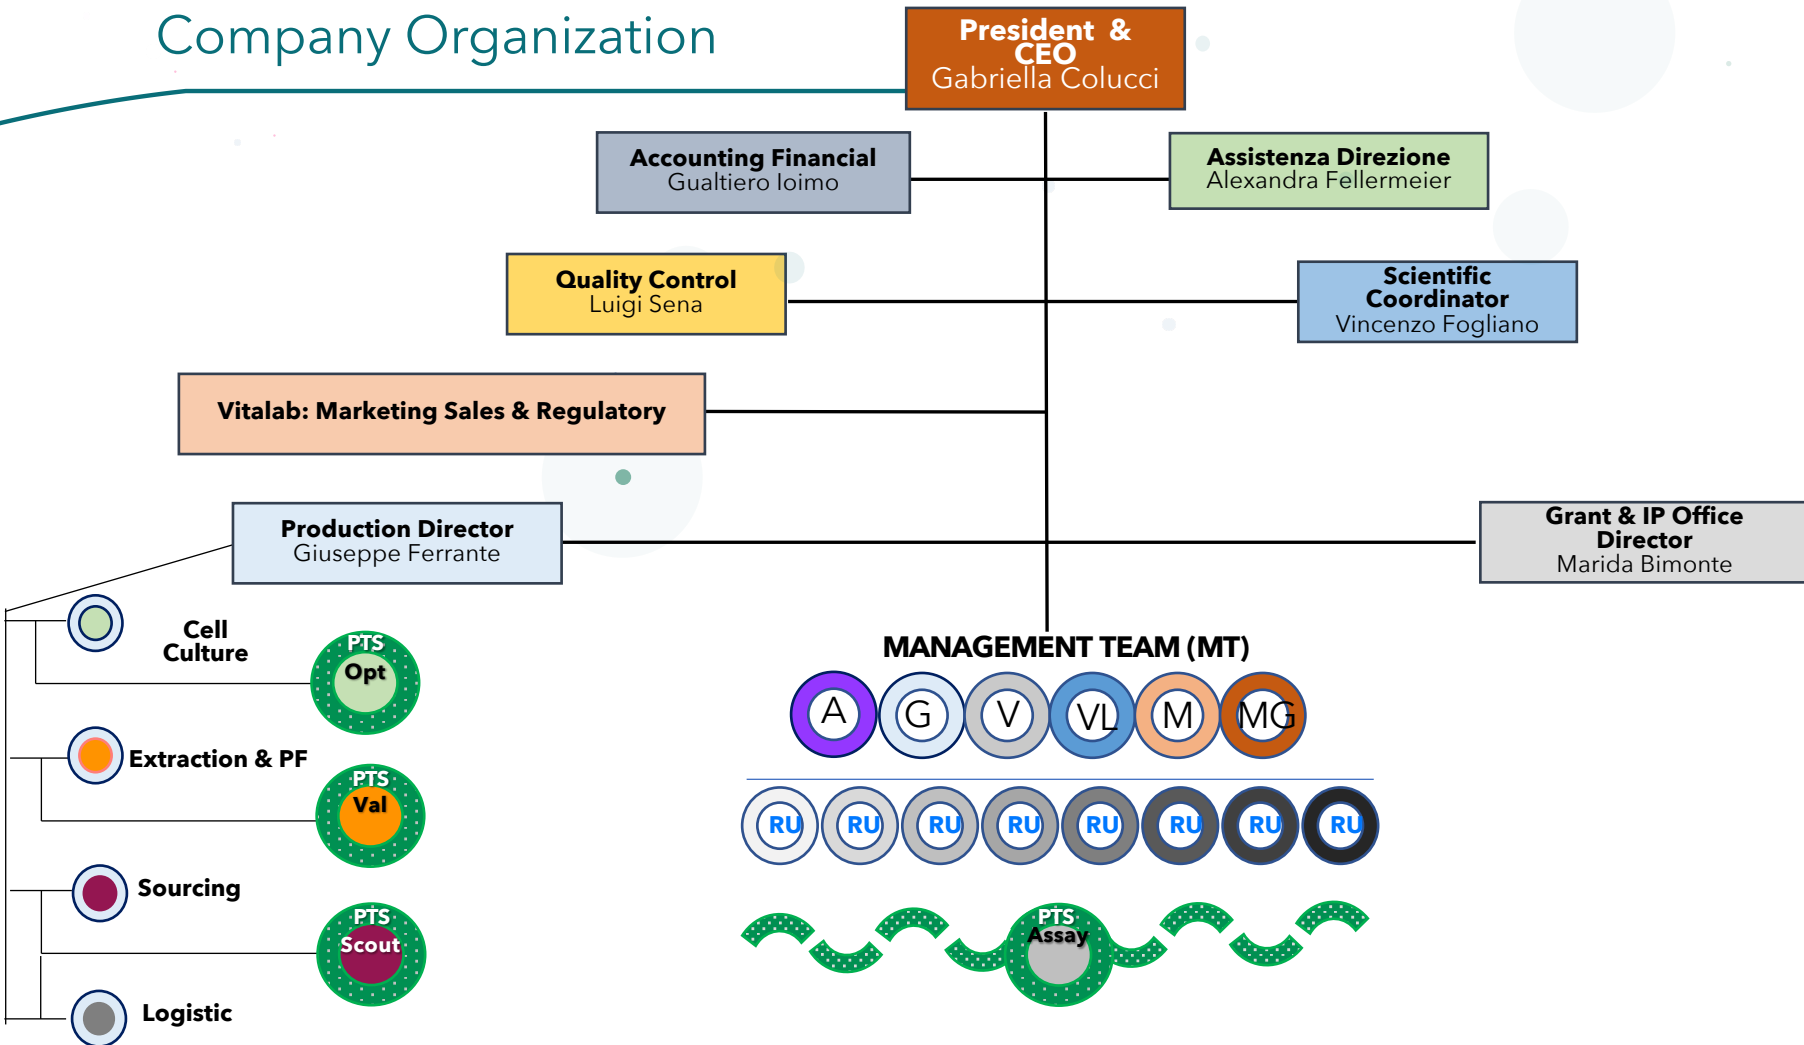 Company Organization
President &
CEO
Gabriella Colucci
Accounting Financial
Gualtiero Ioimo
Assistenza Direzione
Alexandra Fellermeier
Quality Control
Luigi Sena
Scientific
Coordinator
Vincenzo Fogliano
Vitalab: Marketing Sales & Regulatory
Production Director
Giuseppe Ferrante
Grant & IP Office
Director
Marida Bimonte
Cell
Culture
PTS
Opt
Extraction & PF
PTS
Val
Sourcing
PTS
Scout
Logistic
MANAGEMENT TEAM (MT)
A G V VL M MG
RU RU RU RU RU RU RU RU
PTS
Assay